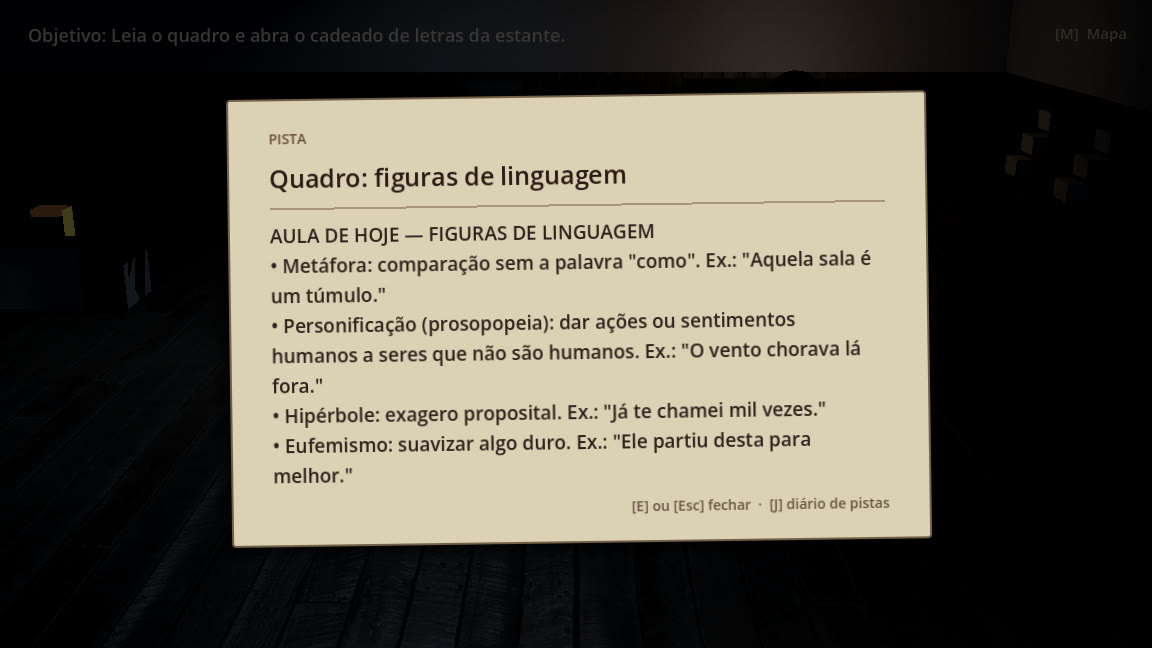 Objetivo: Leia o quadro e abra o cadeado de letras da estante.
[M] Mapa
PISTA
Quadro: figuras de linguagem
AULA DE HOJE — FIGURAS DE LINGUAGEM
• Metáfora: comparação sem a palavra "como". Ex.: "Aquela sala é
um túmulo."
• Personificação (prosopopeia): dar ações ou sentimentos
humanos a seres que não são humanos. Ex.: "O vento chorava lá
fora."
• Hipérbole: exagero proposital. Ex.: "Já te chamei mil vezes."
• Eufemismo: suavizar algo duro. Ex.: "Ele partiu desta para
melhor."
[E] ou [Esc] fechar · [J] diário de pistas